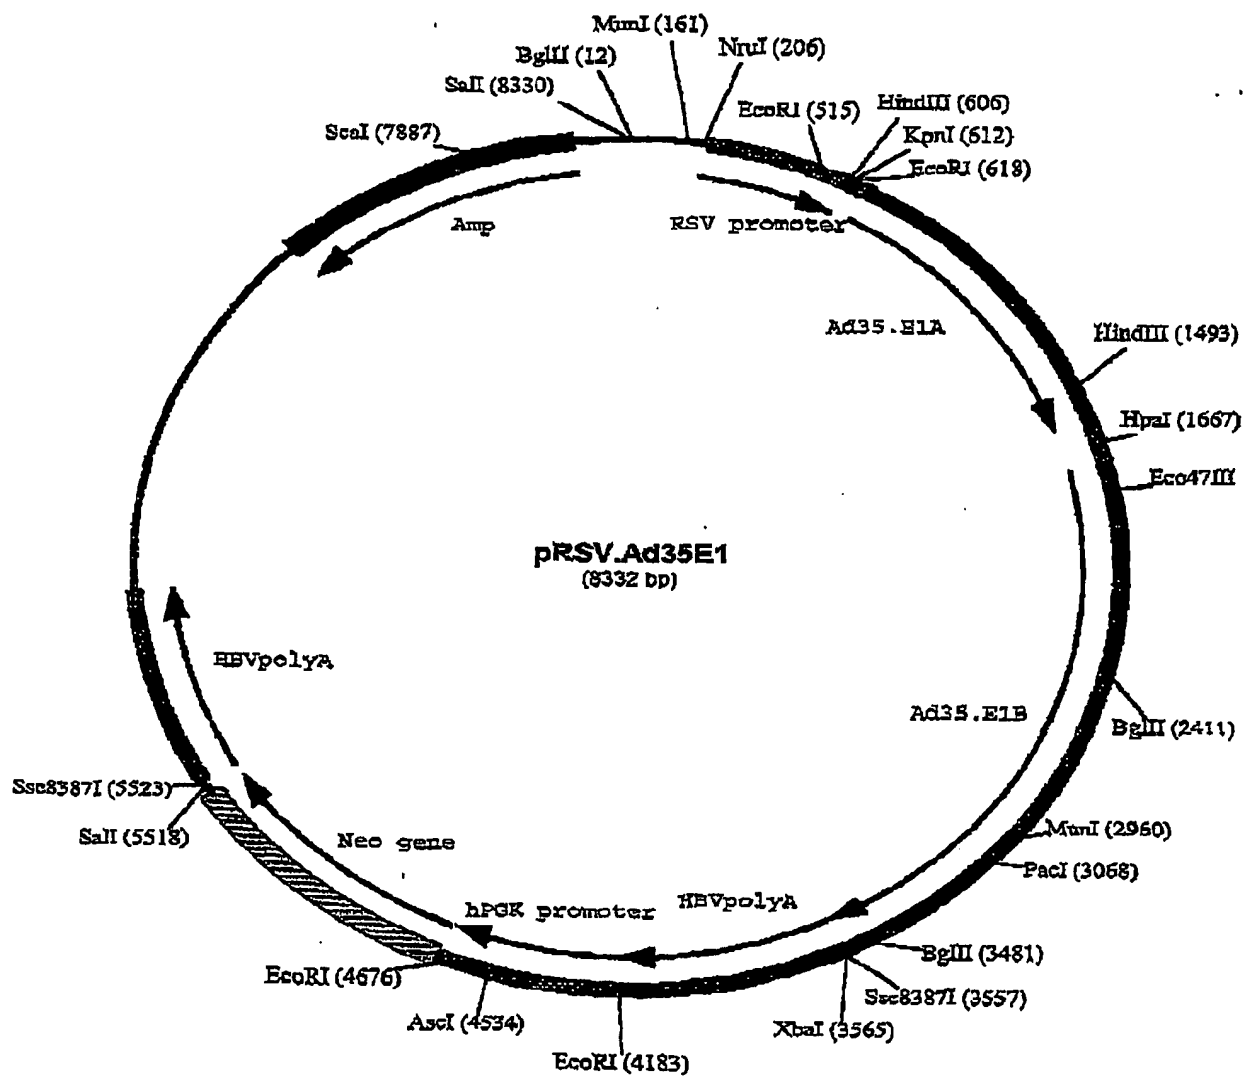 MunI (161)
BglII (12)
NruI (206)
SalI (8330)
HindIII (606)
EcoRI (515)
ScaI (7887)
KpnI (612)
EcoRI (618)
Amp
RSV promoter
Ad35.E1A
HindIII (1493)
HpaI (1667)
Eco47III
pRSV.Ad35E1
(8332 bp)
HBVpolyA
Ad35.E1B
BglII (2411)
Sse8387I (5523)
SalI (5518)
MunI (2960)
Neo gene
PacI (3068)
HBVpolyA
hPGK promoter
BglII (3481)
EcoRI (4676)
Sse8387I (3557)
AscI (4534)
XbaI (3565)
EcoRI (4183)